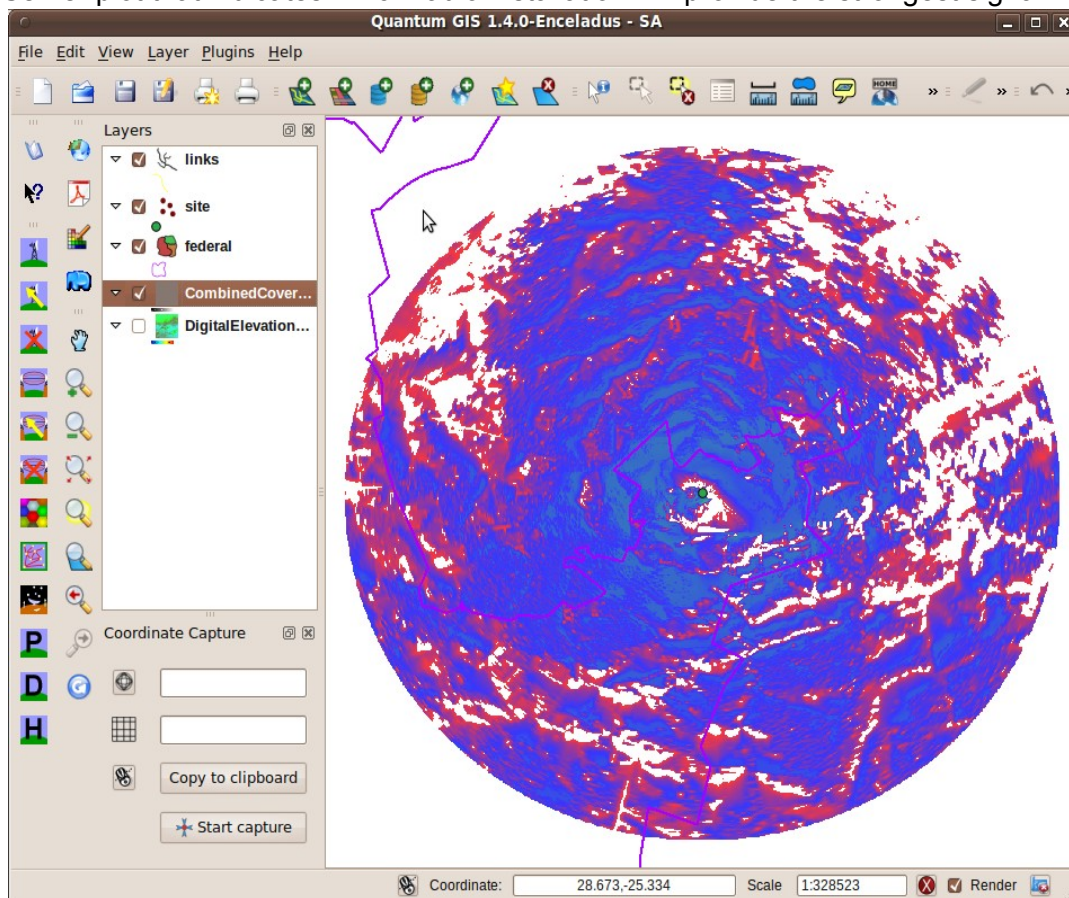 Quantum GIS 1.4.0-Enceladus - SA
File Edit View Layer Plugins Help
HOME
Layers
links
site
federal
CombinedCover...
DigitalElevation...
Coordinate Capture
P
D
H
Copy to clipboard
Start capture
Coordinate: 28.673,-25.334 Scale 1:328523 Render